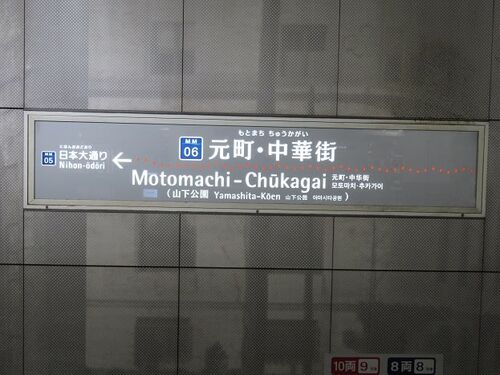 もとまち ちゅうかがい
MM 06 元町・中華街
にほんおおどおり
MM 05 日本大通り
Nihon-ōdōri
Motomachi-Chūkagai
元町・中华街
모토마치·추카가이
(山下公園 Yamashita-Kōen 山下公园 야마시타공원)
10両 9
8両 8